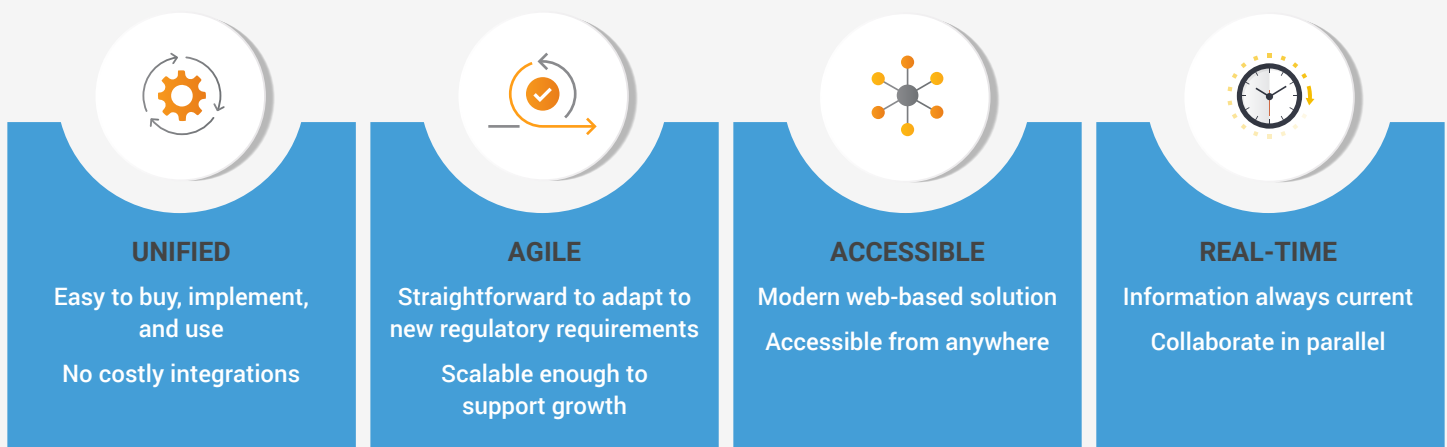 UNIFIED
Easy to buy, implement,
and use
No costly integrations
AGILE
Straightforward to adapt to
new regulatory requirements
Scalable enough to
support growth
ACCESSIBLE
Modern web-based solution
Accessible from anywhere
REAL-TIME
Information always current
Collaborate in parallel